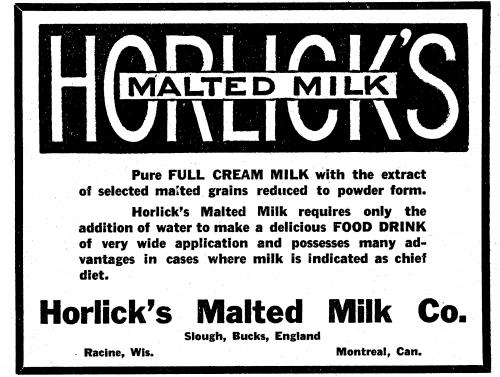 HORLICK'S
MALTED MILK
Pure FULL CREAM MILK with the extract
of selected malted grains reduced to powder form.
Horlick's Malted Milk requires only the
addition of water to make a delicious FOOD DRINK
of very wide application and possesses many ad-
vantages in cases where milk is indicated as chief
diet.
Horlick's Malted Milk Co.
Slough, Bucks, England
Racine, Wis. Montreal, Can.